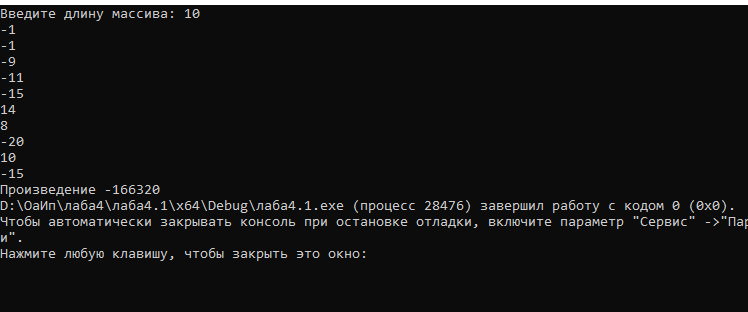 Введите длину массива: 10
-1
-1
-9
-11
-15
14
8
-20
10
-15
Произведение -166320
D:\ОаИп\лаба4\лаба4.1\x64\Debug\лаба4.1.exe (процесс 28476) завершил работу с кодом 0 (0x0).
Чтобы автоматически закрывать консоль при остановке отладки, включите параметр "Сервис" ->"Пар
и".
Нажмите любую клавишу, чтобы закрыть это окно: